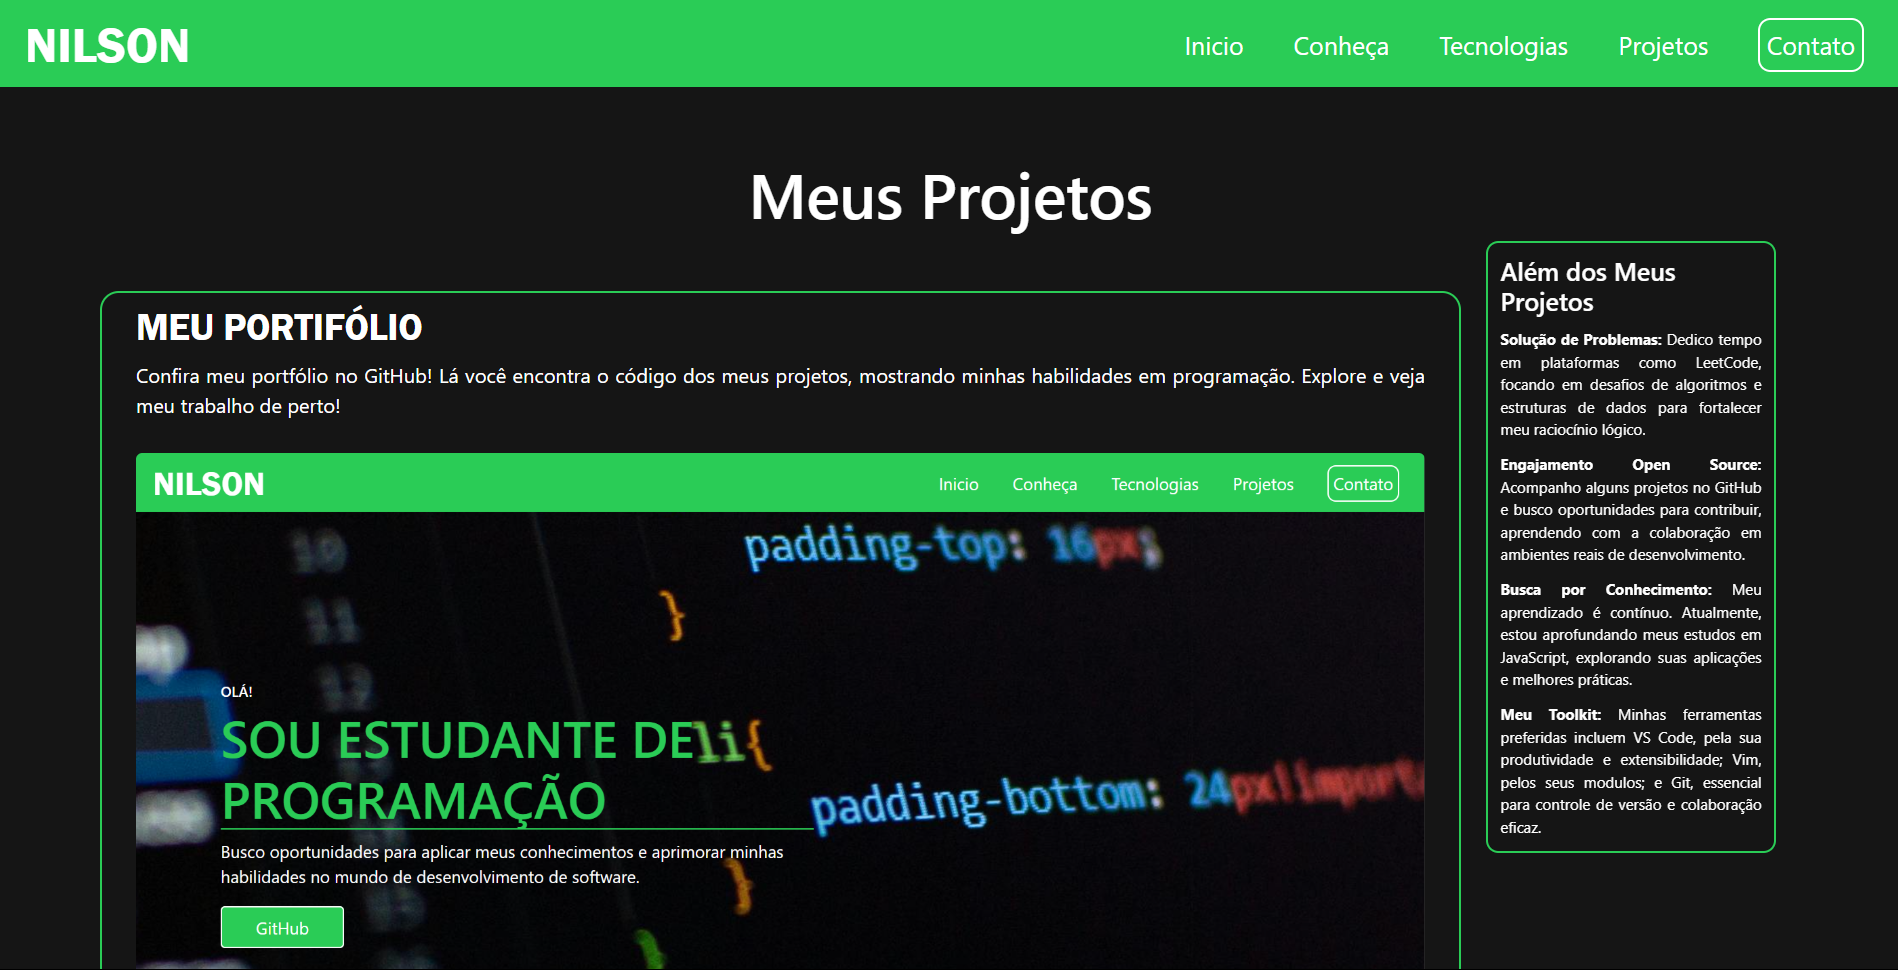 NILSON
Inicio Conheça Tecnologias Projetos Contato
Meus Projetos
MEU PORTIFÓLIO
Confira meu portfólio no GitHub! Lá você encontra o código dos meus projetos, mostrando minhas habilidades em programação. Explore e veja
meu trabalho de perto!
NILSON
Inicio Conheça Tecnologias Projetos Contato
10
padding-top: 16px;
11
}
12
OLÁ!
SOU ESTUDANTE DE
li{
PROGRAMAÇÃO
padding-bottom: 24px!import
Busco oportunidades para aplicar meus conhecimentos e aprimorar minhas
habilidades no mundo de desenvolvimento de software.
}
GitHub
}
Além dos Meus
Projetos
Solução de Problemas: Dedico tempo
em plataformas como LeetCode,
focando em desafios de algoritmos e
estruturas de dados para fortalecer
meu raciocínio lógico.
Engajamento Open Source:
Acompanho alguns projetos no GitHub
e busco oportunidades para contribuir,
aprendendo com a colaboração em
ambientes reais de desenvolvimento.
Busca por Conhecimento: Meu
aprendizado é contínuo. Atualmente,
estou aprofundando meus estudos em
JavaScript, explorando suas aplicações
e melhores práticas.
Meu Toolkit: Minhas ferramentas
preferidas incluem VS Code, pela sua
produtividade e extensibilidade; Vim,
pelos seus modulos; e Git, essencial
para controle de versão e colaboração
eficaz.